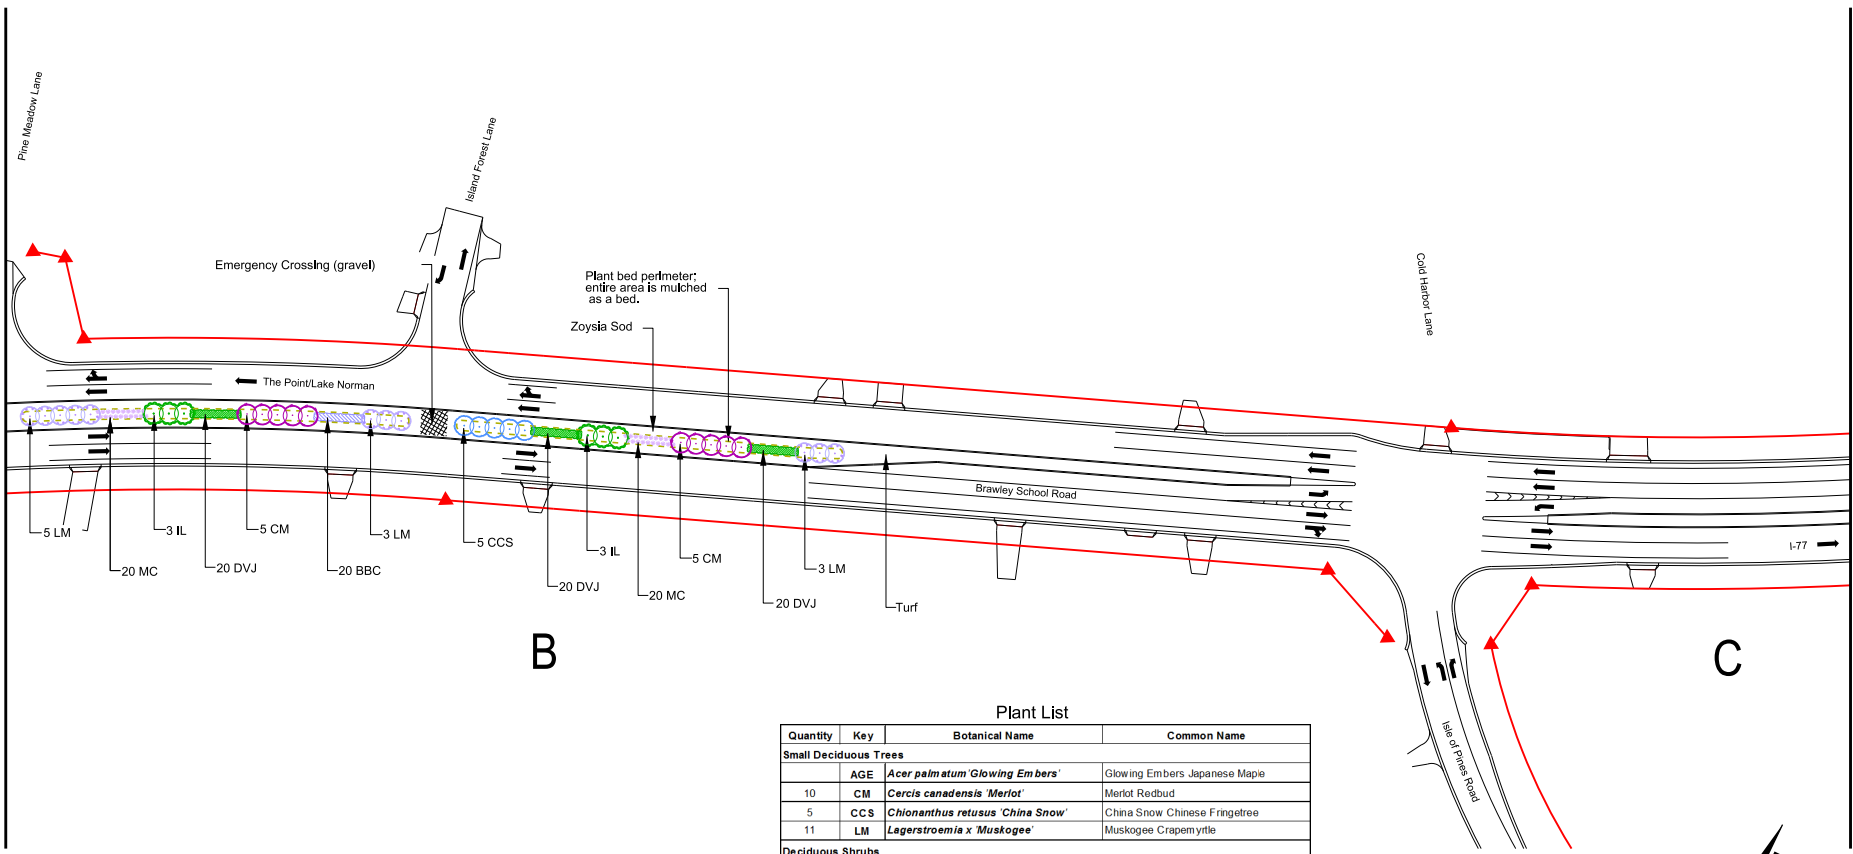 Pine Meadow Lane
Island Forest Lane
Emergency Crossing (gravel)
Plant bed perimeter;
entire area is mulched
as a bed.
Zoysia Sod
Cold Harbor Lane
The Point/Lake Norman
Brawley School Road
I-77
5 LM
20 MC
3 IL
20 DVJ
5 CM
20 BBC
3 LM
5 CCS
20 DVJ
3 IL
20 MC
5 CM
20 DVJ
3 LM
Turf
B
C
Isle of Pines Road
Plant List
Quantity Key Botanical Name Common Name
Small Deciduous Trees
AGE Acer palmatum 'Glowing Embers' Glowing Embers Japanese Maple
10 CM Cercis canadensis 'Merlot' Merlot Redbud
5 CCS Chionanthus retusus 'China Snow' China Snow Chinese Fringetree
11 LM Lagerstroemia x 'Muskogee' Muskogee Crapemyrtle
Deciduous Shrubs